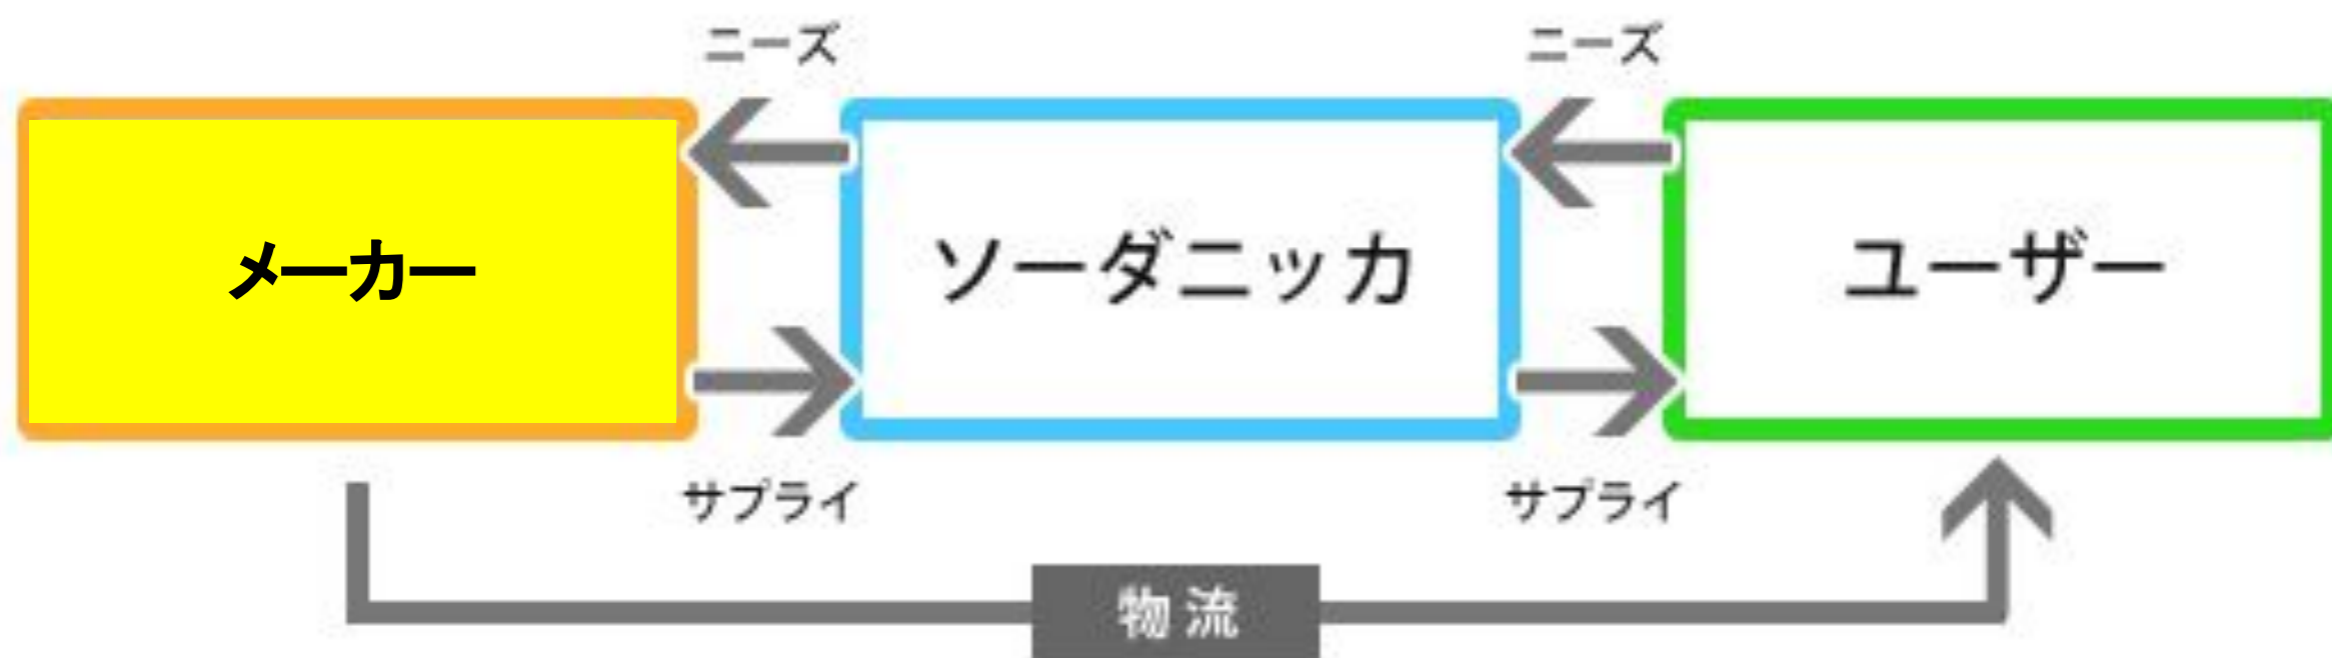 ニーズ
ニーズ
メーカー
ソーダニッカ
ユーザー
サプライ
サプライ
物流